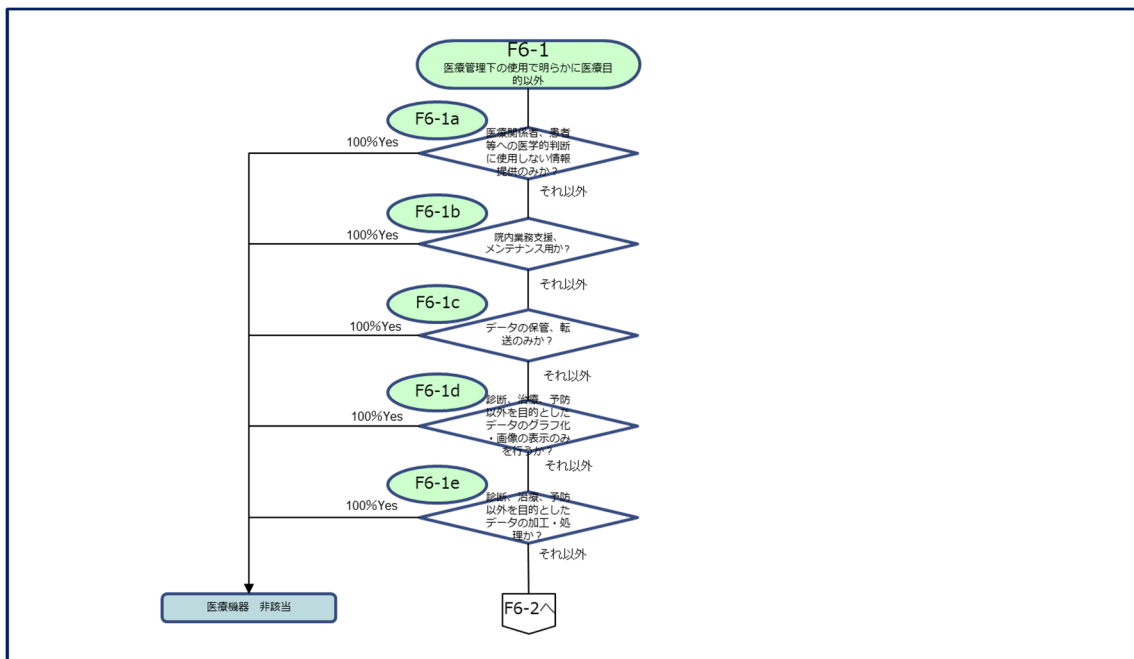 F6-1
医療管理下の使用で明らかに医療目
的以外
F6-1a
100%Yes
医療関係者、患者
等への医学的判断
に使用しない情報
提供のみか？
それ以外
F6-1b
100%Yes
院内業務支援、
メンテナンス用か？
それ以外
F6-1c
100%Yes
データの保管、転
送のみか？
それ以外
F6-1d
100%Yes
診断、治療、予防
以外を目的とした
データのグラフ化
・画像の表示のみ
を行うか？
それ以外
F6-1e
100%Yes
診断、治療、予防
以外を目的とした
データの加工・処
理か？
それ以外
医療機器　非該当
F6-2へ